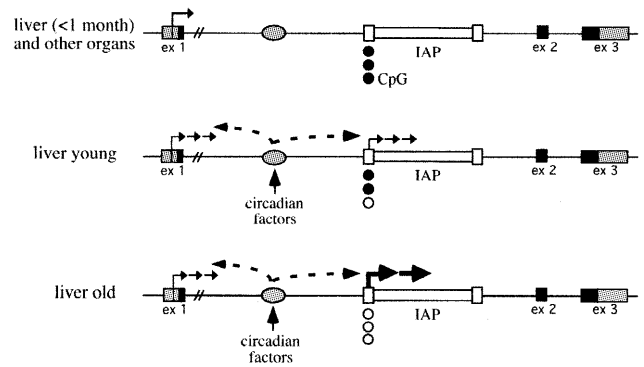 liver (<1 month)
and other organs
ex 1
IAP
ex 2
ex 3
CpG
liver young
ex 1
IAP
ex 2
ex 3
circadian
factors
liver old
ex 1
IAP
ex 2
ex 3
circadian
factors